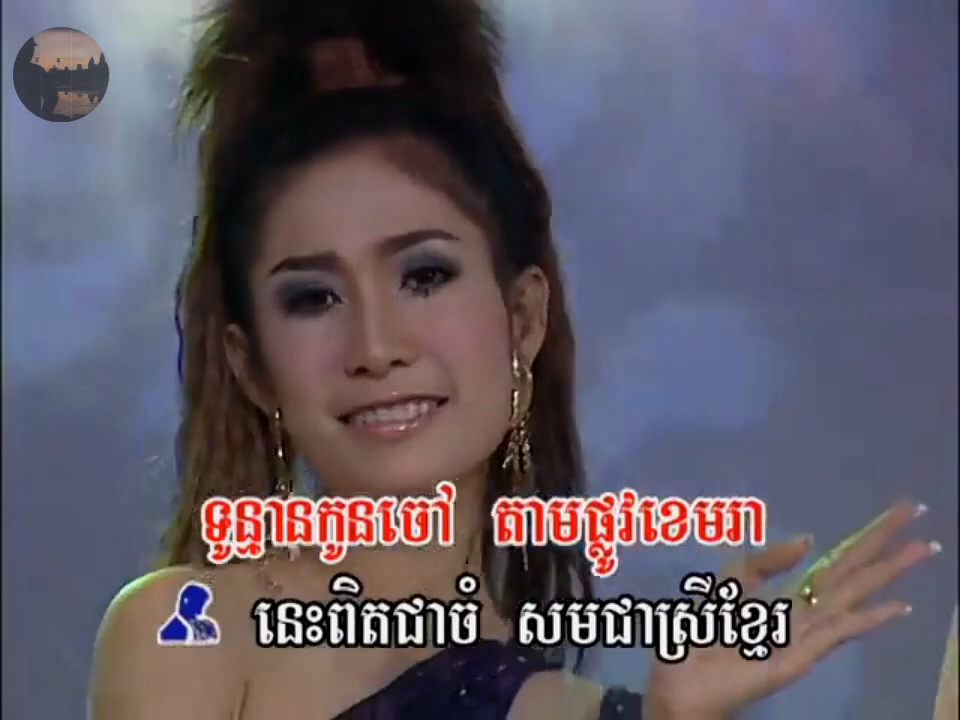 ទូន្មានកូនចៅ តាមផ្លូវខេមរា
នេះពិតជាចំ សមជាស្រីខ្មែរ